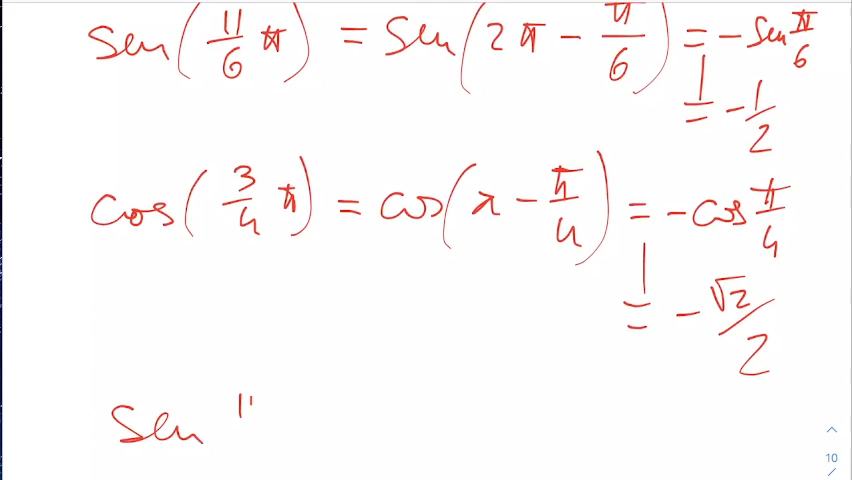 sen(11/6 π) = sen(2π − π/6) = − sen π/6
= − 1/2
cos(3/4 π) = cos(π − π/4) = − cos π/4
= − √2/2
sen
10